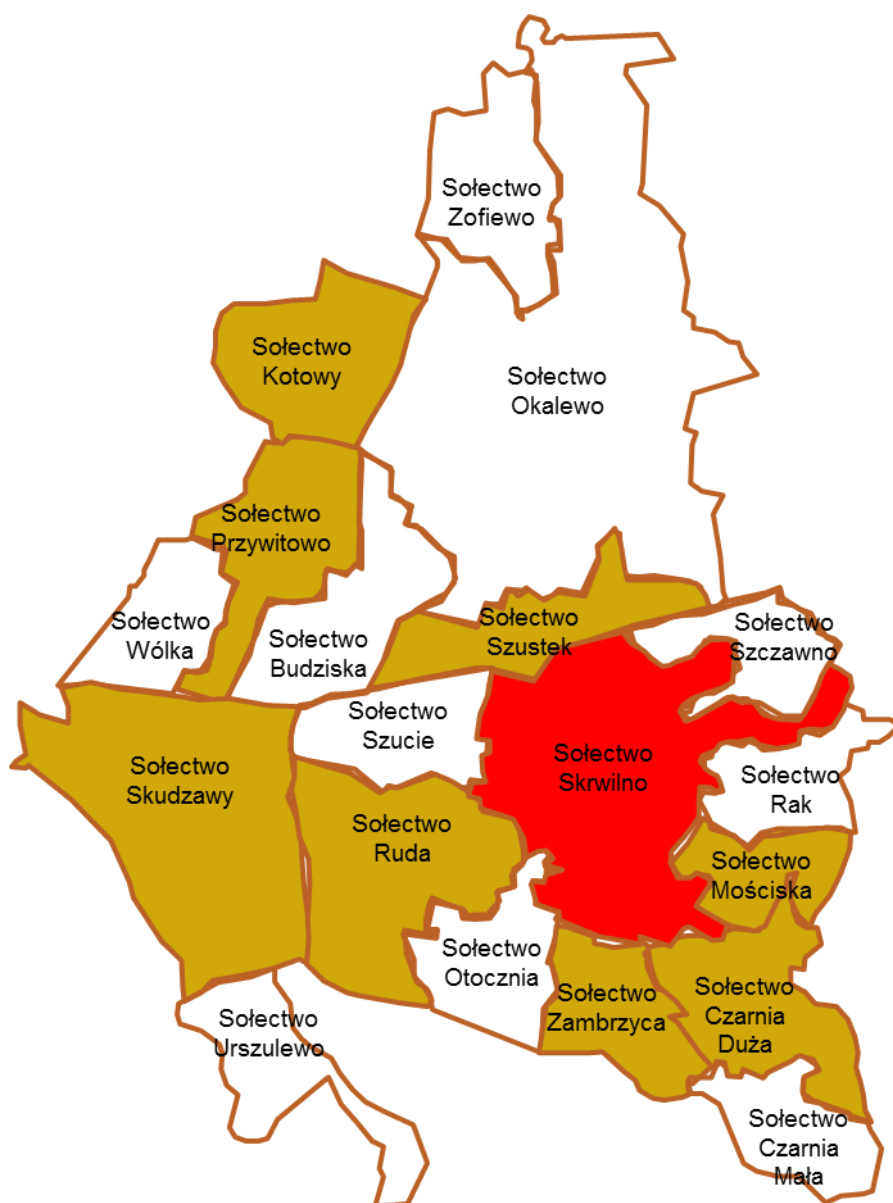 Sołectwo
Zofiewo
Sołectwo
Kotowy
Sołectwo
Okalewo
Sołectwo
Przywitowo
Sołectwo
Wólka
Sołectwo
Budziska
Sołectwo
Szustek
Sołectwo
Szczawno
Sołectwo
Szucie
Sołectwo
Skudzawy
Sołectwo
Skrwilno
Sołectwo
Rak
Sołectwo
Ruda
Sołectwo
Mościska
Sołectwo
Otocznia
Sołectwo
Zambrzyca
Sołectwo
Czarnia
Duża
Sołectwo
Urszulewo
Sołectwo
Czarnia
Mała